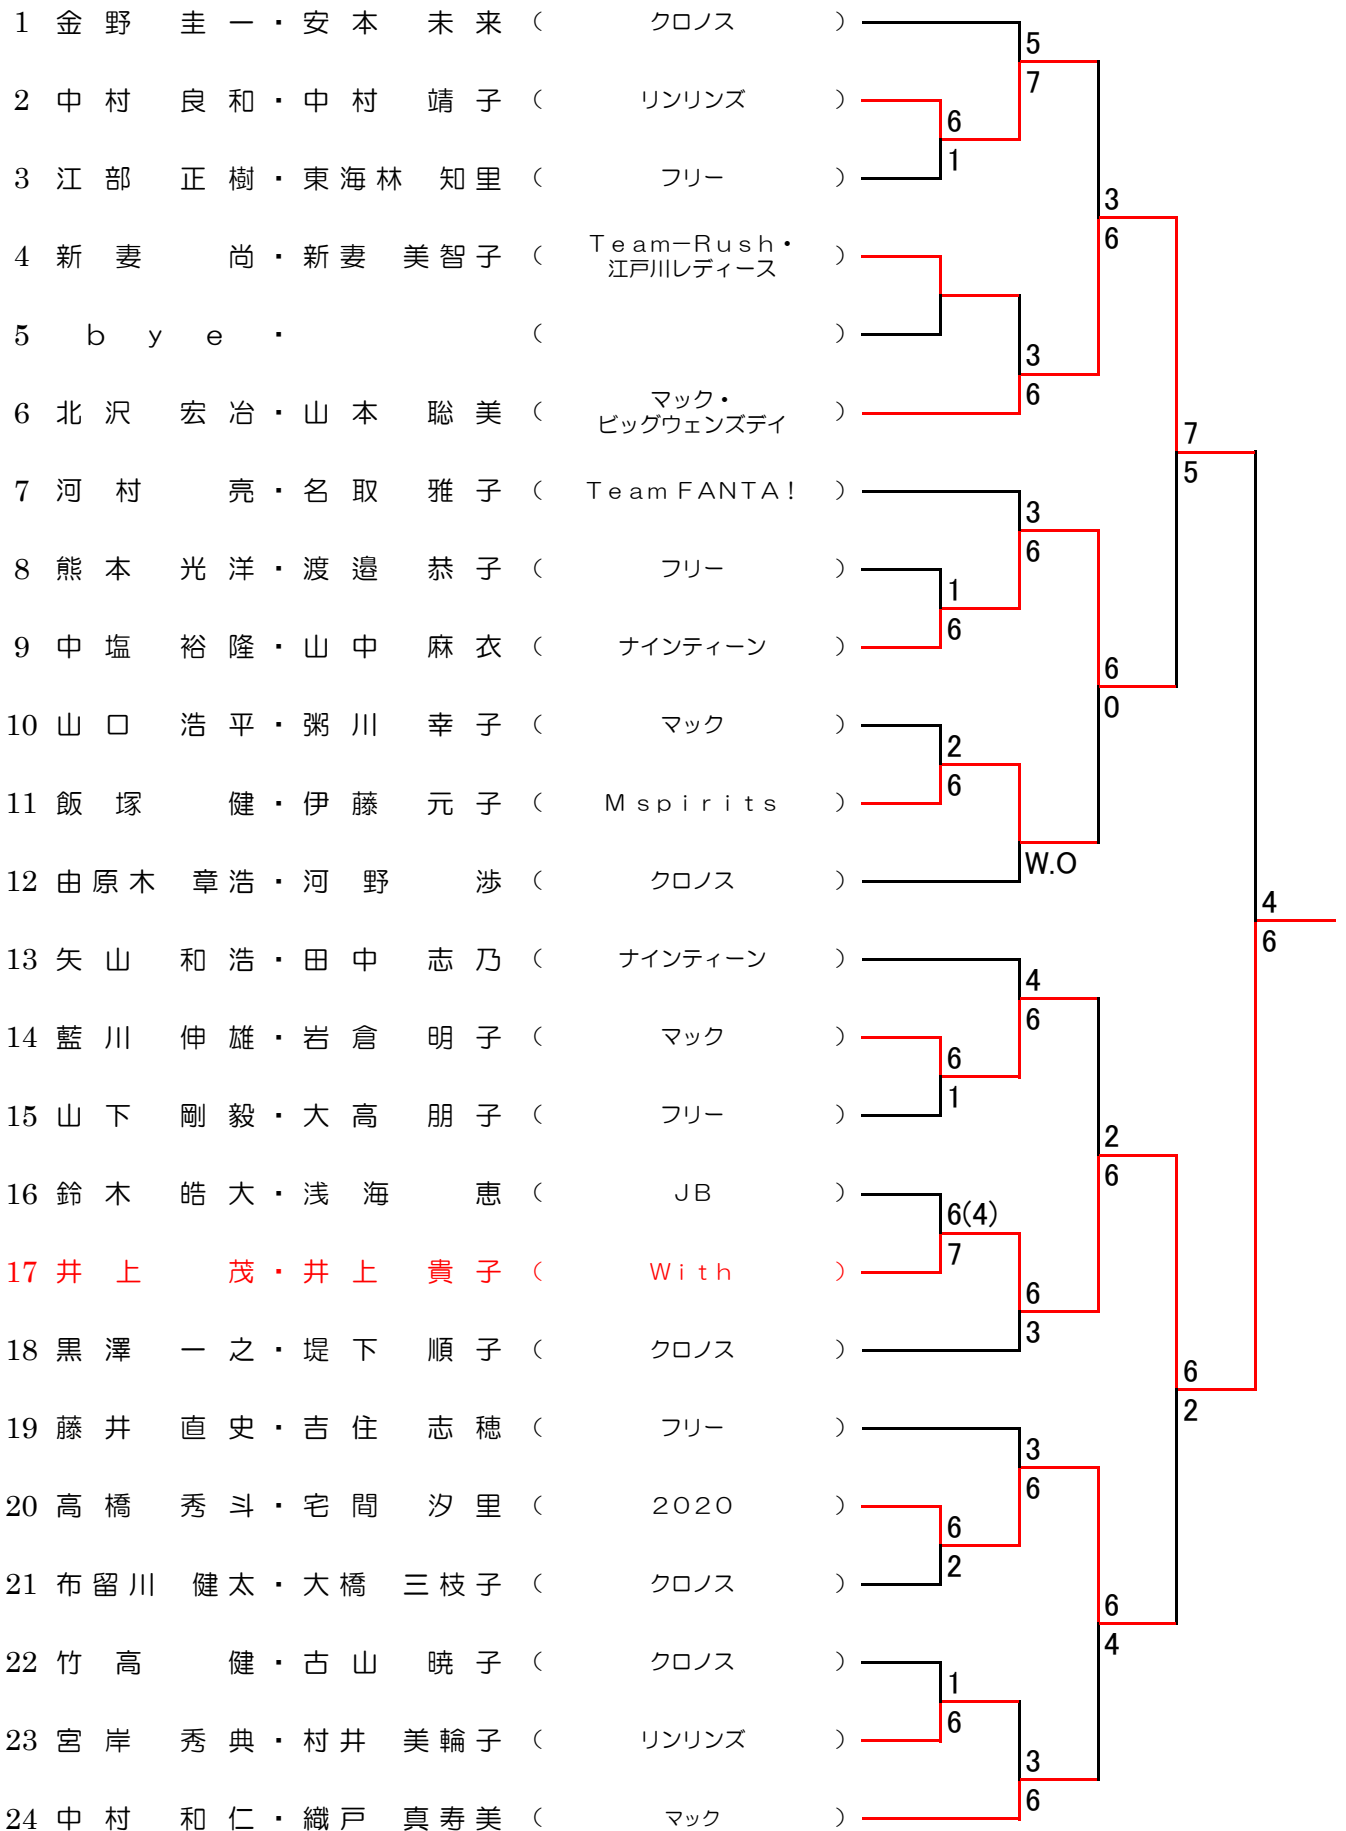 1 金野 圭一・安本 未来 ( クロノス )
5
7
2 中村 良和・中村 靖子 ( リンリンズ )
6
1
3 江部 正樹・東海林 知里 ( フリー )
3
6
4 新妻 尚・新妻 美智子 ( Team－Rush・
江戸川レディース )
5 bye・ ( )
3
6
6 北沢 宏冶・山本 聡美 ( マック・
ビッグウェンズデイ )
7
5
7 河村 亮・名取 雅子 ( Team FANTA! )
3
6
8 熊本 光洋・渡邉 恭子 ( フリー )
1
6
9 中塩 裕隆・山中 麻衣 ( ナインティーン )
6
0
10 山口 浩平・粥川 幸子 ( マック )
2
6
11 飯塚 健・伊藤 元子 ( Mspirits )
W.O
12 由原木 章浩・河野 渉 ( クロノス )
4
6
13 矢山 和浩・田中 志乃 ( ナインティーン )
4
6
14 藍川 伸雄・岩倉 明子 ( マック )
6
1
15 山下 剛毅・大高 朋子 ( フリー )
2
6
16 鈴木 皓大・浅海 恵 ( JB )
6(4)
7
17 井上 茂・井上 貴子 ( With )
6
3
18 黒澤 一之・堤下 順子 ( クロノス )
6
2
19 藤井 直史・吉住 志穂 ( フリー )
3
6
20 高橋 秀斗・宅間 汐里 ( 2020 )
6
2
21 布留川 健太・大橋 三枝子 ( クロノス )
6
4
22 竹高 健・古山 暁子 ( クロノス )
1
6
23 宮岸 秀典・村井 美輪子 ( リンリンズ )
3
6
24 中村 和仁・織戸 真寿美 ( マック )